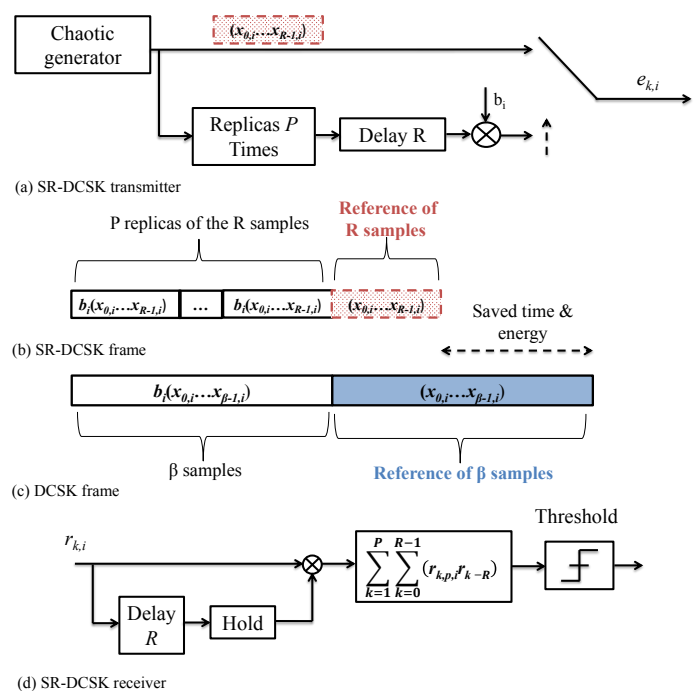 (x0,i…xR-1,i)
Chaotic
generator
ek,i
bi
Replicas P
Times
Delay R
(a) SR-DCSK transmitter
P replicas of the R samples
Reference of
R samples
bi(x0,i…xR-1,i) … bi(x0,i…xR-1,i) (x0,i…xR-1,i)
Saved time &
energy
(b) SR-DCSK frame
bi(x0,i…xβ-1,i) (x0,i…xβ-1,i)
β samples
Reference of β samples
(c) DCSK frame
Threshold
rk,i
P R−1
∑ ∑ (rk,p,i rk−R)
k=1 k=0
Delay
R
Hold
(d) SR-DCSK receiver